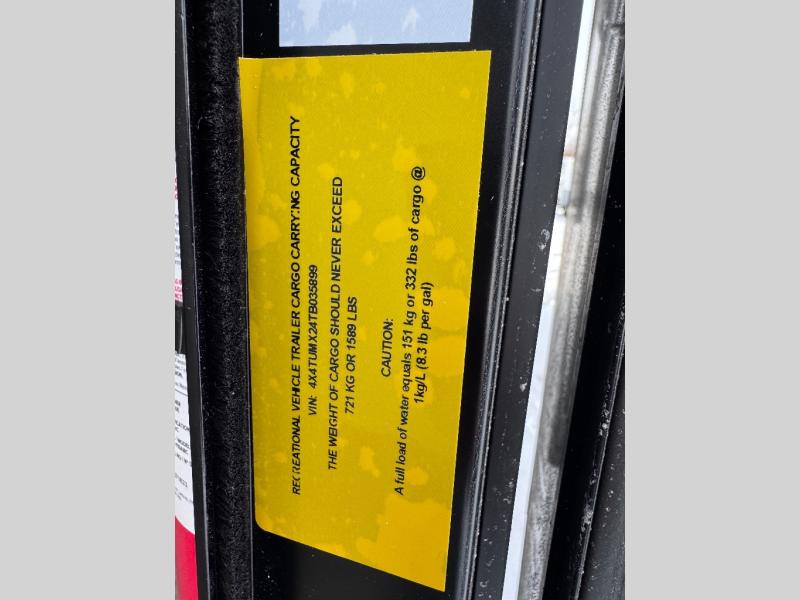 RECREATIONAL VEHICLE TRAILER CARGO CARRYING CAPACITY
VIN: 4X4TUMX24TB035899
THE WEIGHT OF CARGO SHOULD NEVER EXCEED
721 KG OR 1589 LBS
CAUTION:
A full load of water equals 151 kg or 332 lbs of cargo @
1kg/L (8.3 lb per gal)